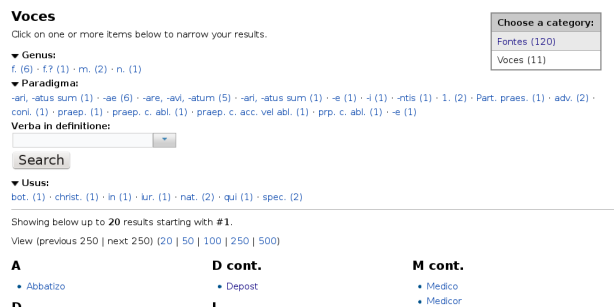 Voces
Click on one or more items below to narrow your results.
Choose a category:
Fontes (120)
Voces (11)
Genus:
f. (6) · f.? (1) · m. (2) · n. (1)
Paradigma:
-ari, -atus sum (1) · -ae (6) · -are, -avi, -atum (5) · -ari, -atus sum (1) · -e (1) · -i (1) · -ntis (1) · 1. (2) · Part. praes. (1) · adv. (2) ·
coni. (1) · praep. (1) · praep. c. abl. (1) · praep. c. acc. vel abl. (1) · prp. c. abl. (1) · -e (1)
Verba in definitione:
Search
Usus:
bot. (1) · christ. (1) · in (1) · iur. (1) · nat. (2) · qui (1) · spec. (2)
Showing below up to 20 results starting with #1.
View (previous 250 | next 250) (20 | 50 | 100 | 250 | 500)
A
Abbatizo
D cont.
Depost
M cont.
Medico
Medicor